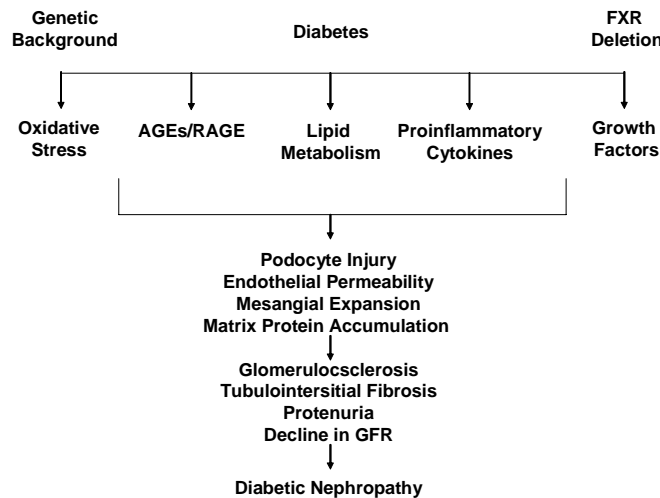 Genetic
Background
Diabetes
FXR
Deletion
Oxidative
Stress
AGEs/RAGE
Lipid
Metabolism
Proinflammatory
Cytokines
Growth
Factors
Podocyte Injury
Endothelial Permeability
Mesangial Expansion
Matrix Protein Accumulation
Glomerulocsclerosis
Tubulointersitial Fibrosis
Protenuria
Decline in GFR
Diabetic Nephropathy